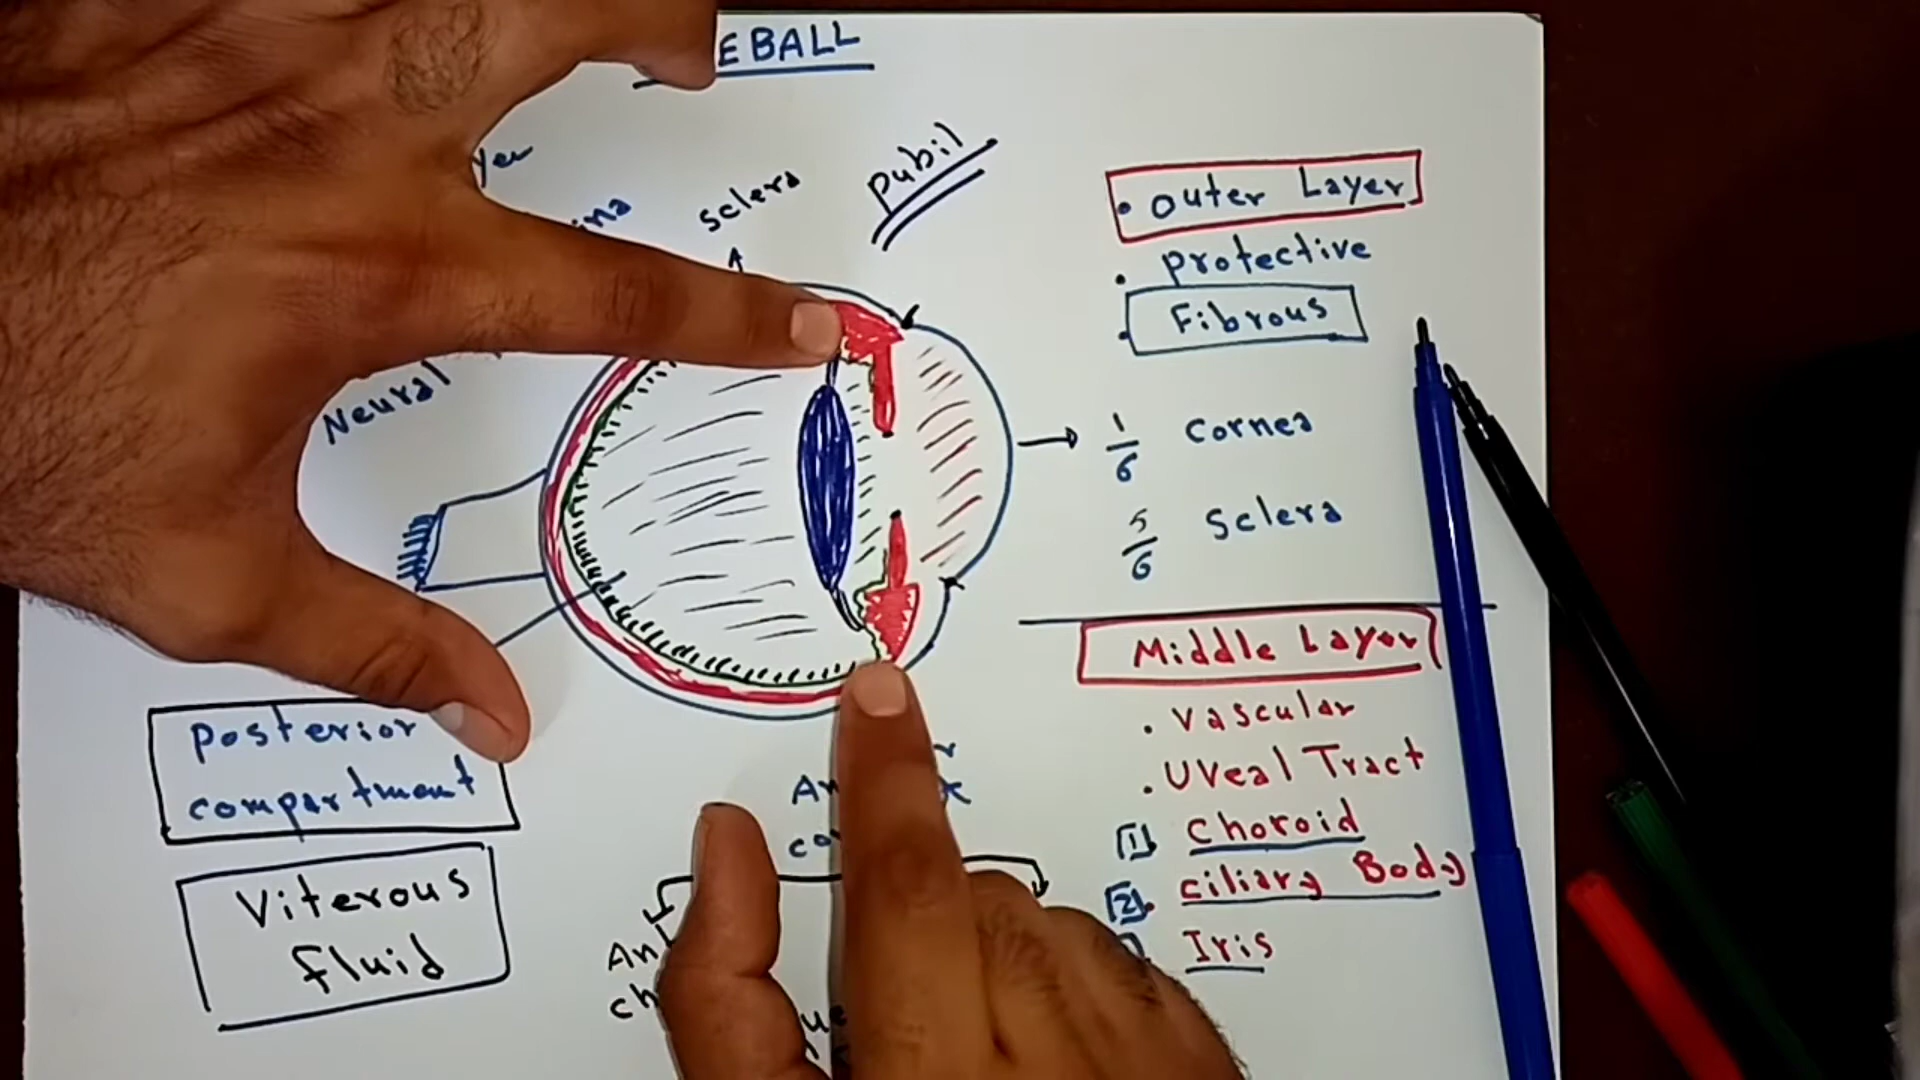 EBALL
Pubil
sclera
Neural
Outer Layer
Protective
Fibrous
1/6 Cornea
5/6 Sclera
Middle Layer
Vascular
Uveal Tract
1 Choroid
2 Ciliary Body
Iris
Posterior
compartment
Viterous
fluid